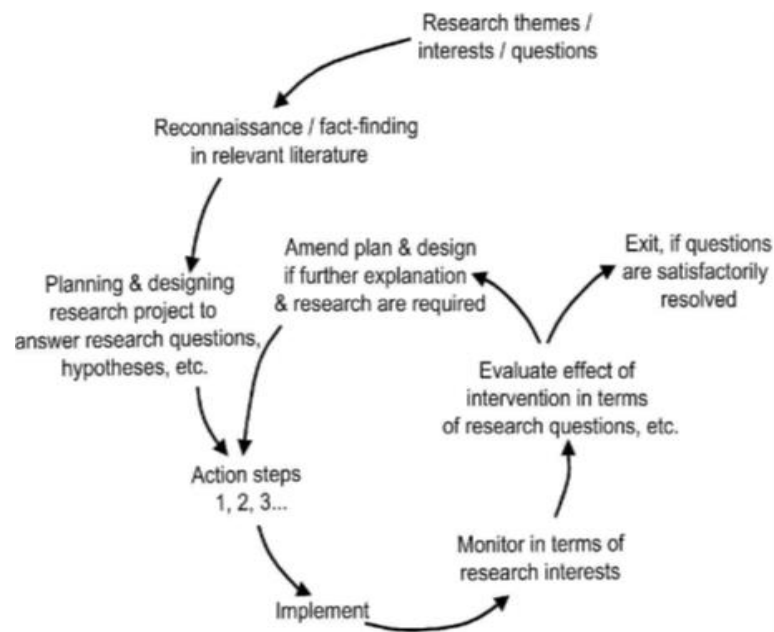 Research themes /
interests / questions
Reconnaissance / fact-finding
in relevant literature
Planning & designing
research project to
answer research questions,
hypotheses, etc.
Amend plan & design
if further explanation
& research are required
Exit, if questions
are satisfactorily
resolved
Evaluate effect of
intervention in terms
of research questions, etc.
Action steps
1, 2, 3...
Monitor in terms of
research interests
Implement